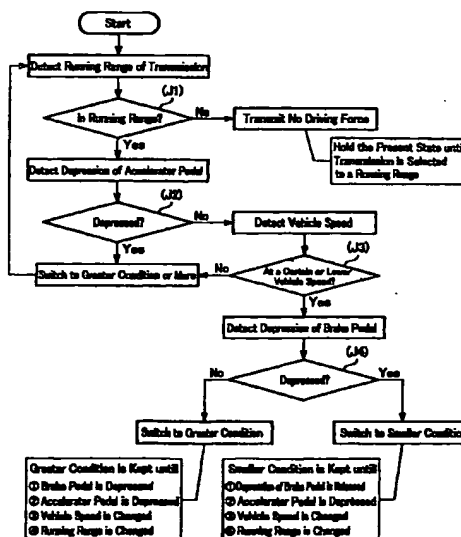 Start
Detect Running Range of Transmission
(J1)
In Running Range?
No
Transmit No Driving Force
Yes
Hold the Present State until
Transmission is Selected
to a Running Range
Detect Depression of Accelerator Pedal
(J2)
Depressed?
No
Detect Vehicle Speed
Yes
(J3)
Switch to Greater Condition or More
No
At a Certain or Lower
Vehicle Speed?
Yes
Detect Depression of Brake Pedal
(J4)
No
Depressed?
Yes
Switch to Greater Condition
Switch to Smaller Condition
Greater Condition is Kept until
① Brake Pedal is Depressed
② Accelerator Pedal is Depressed
③ Vehicle Speed is Changed
④ Running Range is Changed
Smaller Condition is Kept until
① Depression of Brake Pedal is Released
② Accelerator Pedal is Depressed
③ Vehicle Speed is Changed
④ Running Range is Changed